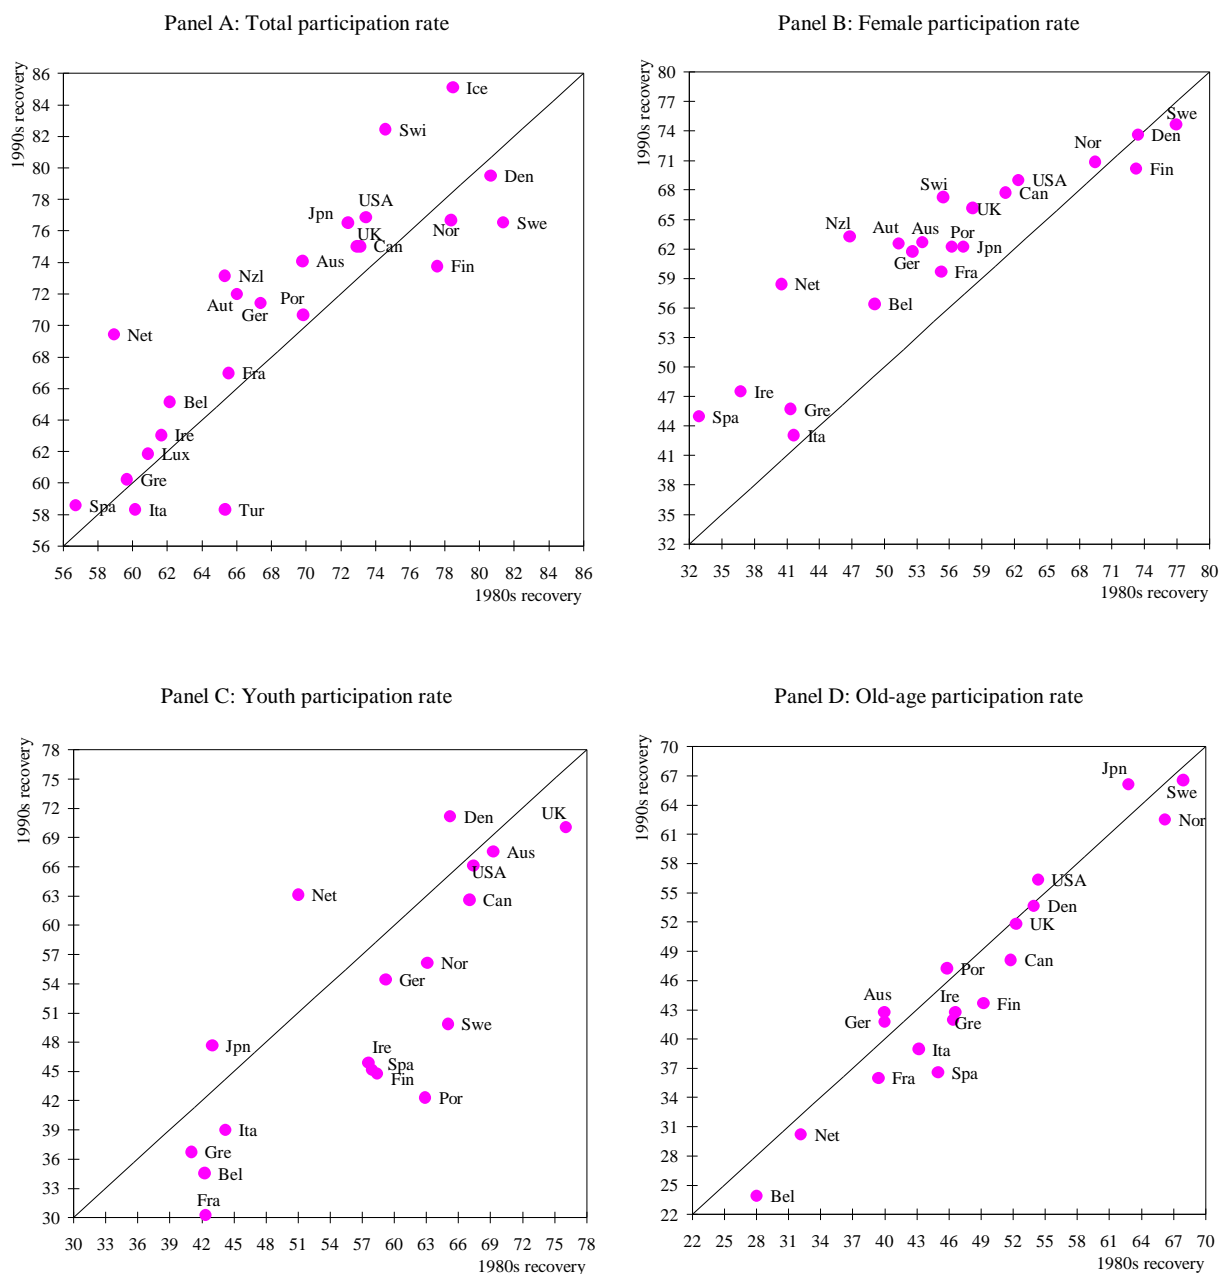 Panel A: Total participation rate
1990s recovery
86
84
82
80
78
76
74
72
70
68
66
64
62
60
58
56
Ice
Swi
Den
USA
Jpn
Nor
Swe
UK
Can
Aus
Fin
Nzl
Aut
Ger
Por
Net
Fra
Bel
Ire
Lux
Gre
Spa
Ita
Tur
56 58 60 62 64 66 68 70 72 74 76 78 80 82 84 86
1980s recovery
Panel B: Female participation rate
1990s recovery
80
77
74
71
68
65
62
59
56
53
50
47
44
41
38
35
32
Swe
Den
Nor
Fin
USA
Can
Swi
UK
Nzl
Aut
Aus
Por
Jpn
Ger
Fra
Net
Bel
Ire
Gre
Spa
Ita
32 35 38 41 44 47 50 53 56 59 62 65 68 71 74 77 80
1980s recovery
Panel C: Youth participation rate
1990s recovery
78
75
72
69
66
63
60
57
54
51
48
45
42
39
36
33
30
Den
UK
Aus
USA
Can
Net
Nor
Ger
Swe
Jpn
Ire
Spa
Fin
Por
Ita
Gre
Bel
Fra
30 33 36 39 42 45 48 51 54 57 60 63 66 69 72 75 78
1980s recovery
Panel D: Old-age participation rate
1990s recovery
70
67
64
61
58
55
52
49
46
43
40
37
34
31
28
25
22
Jpn
Swe
Nor
USA
Den
UK
Can
Por
Aus
Ire
Fin
Ger
Gre
Ita
Fra
Spa
Net
Bel
22 25 28 31 34 37 40 43 46 49 52 55 58 61 64 67 70
1980s recovery